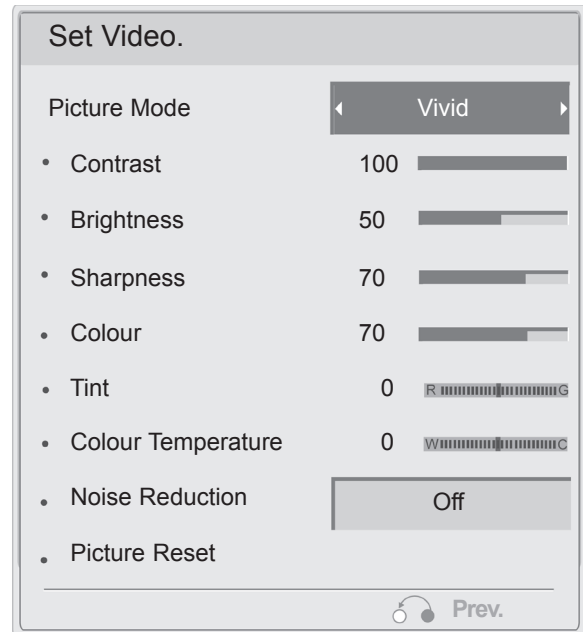 Set Video.
Picture Mode Vivid
• Contrast 100
• Brightness 50
• Sharpness 70
• Colour 70
• Tint 0 R G
• Colour Temperature 0 W C
• Noise Reduction Off
• Picture Reset
Prev.